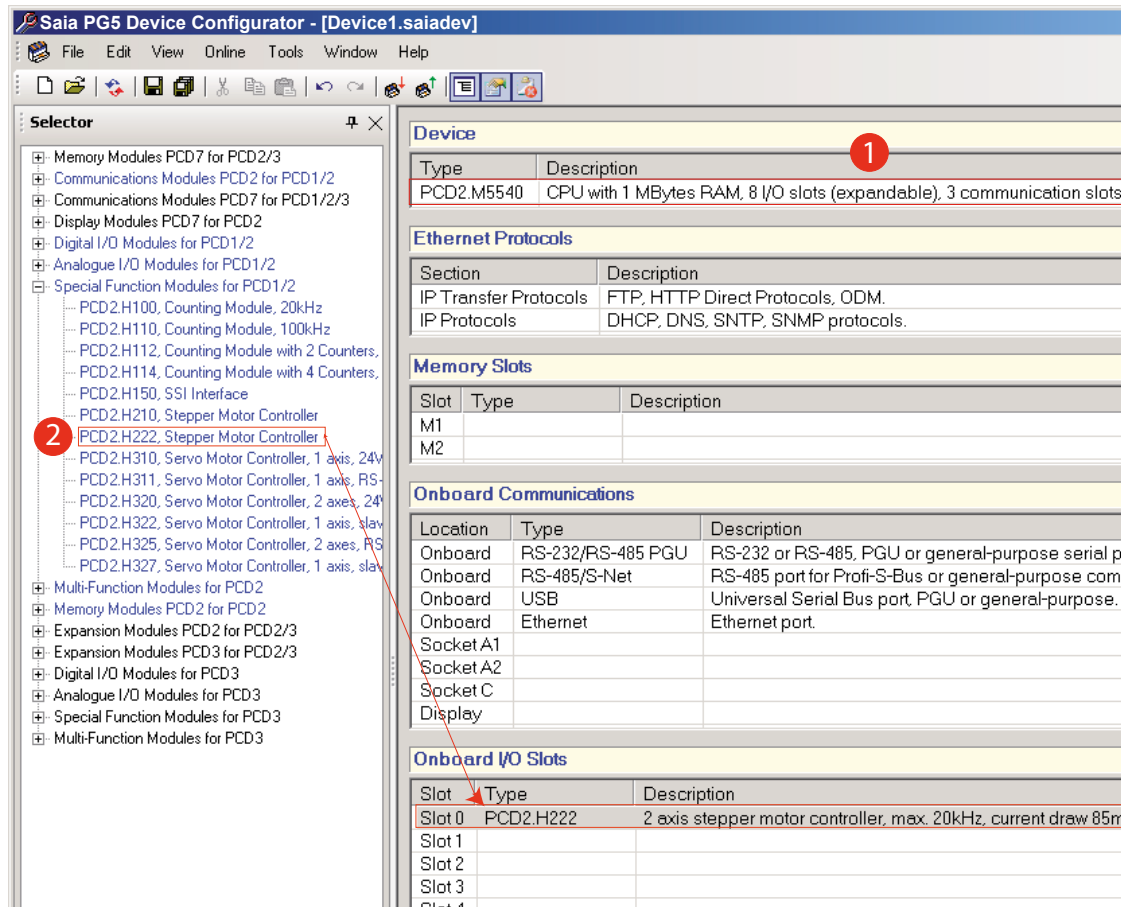 Saia PG5 Device Configurator - [Device1.saiadev]
File Edit View Online Tools Window Help
Selector
Memory Modules PCD7 for PCD2/3
Communications Modules PCD2 for PCD1/2
Communications Modules PCD7 for PCD1/2/3
Display Modules PCD7 for PCD2
Digital I/O Modules for PCD1/2
Analogue I/O Modules for PCD1/2
Special Function Modules for PCD1/2
PCD2.H100, Counting Module, 20kHz
PCD2.H110, Counting Module, 100kHz
PCD2.H112, Counting Module with 2 Counters,
PCD2.H114, Counting Module with 4 Counters,
PCD2.H150, SSI Interface
PCD2.H210, Stepper Motor Controller
2
PCD2.H222, Stepper Motor Controller
PCD2.H310, Servo Motor Controller, 1 axis, 24V
PCD2.H311, Servo Motor Controller, 1 axis, RS-
PCD2.H320, Servo Motor Controller, 2 axes, 24V
PCD2.H322, Servo Motor Controller, 1 axis, slav
PCD2.H325, Servo Motor Controller, 2 axes, RS
PCD2.H327, Servo Motor Controller, 1 axis, slav
Multi-Function Modules for PCD2
Memory Modules PCD2 for PCD2
Expansion Modules PCD2 for PCD2/3
Expansion Modules PCD3 for PCD2/3
Digital I/O Modules for PCD3
Analogue I/O Modules for PCD3
Special Function Modules for PCD3
Multi-Function Modules for PCD3
Device
1
Type Description
PCD2.M5540 CPU with 1 MBytes RAM, 8 I/O slots (expandable), 3 communication slots
Ethernet Protocols
Section Description
IP Transfer Protocols FTP, HTTP Direct Protocols, ODM.
IP Protocols DHCP, DNS, SNTP, SNMP protocols.
Memory Slots
Slot Type Description
M1
M2
Onboard Communications
Location Type Description
Onboard RS-232/RS-485 PGU RS-232 or RS-485, PGU or general-purpose serial p
Onboard RS-485/S-Net RS-485 port for Profi-S-Bus or general-purpose com
Onboard USB Universal Serial Bus port, PGU or general-purpose.
Onboard Ethernet Ethernet port.
Socket A1
Socket A2
Socket C
Display
Onboard I/O Slots
Slot Type Description
Slot 0 PCD2.H222 2 axis stepper motor controller, max. 20kHz, current draw 85m
Slot 1
Slot 2
Slot 3